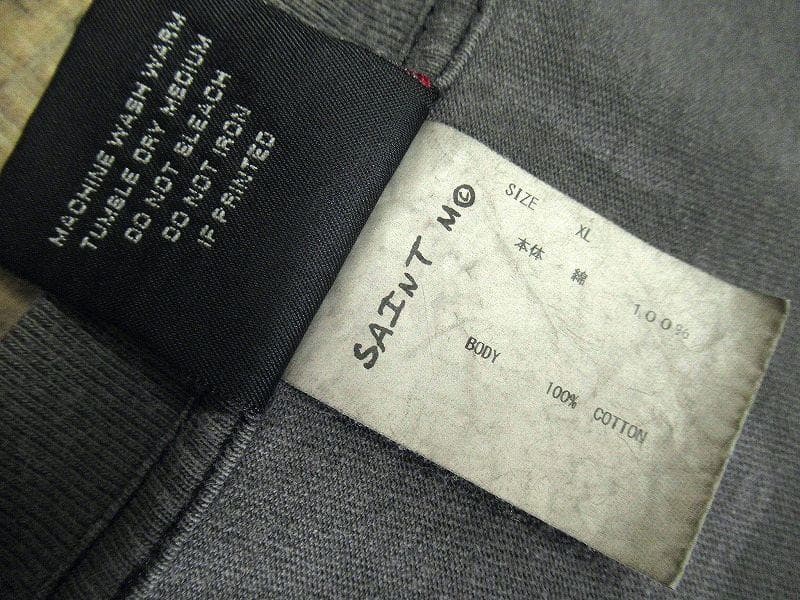 MACHINE WASH WARM
TUMBLE DRY MEDIUM
DO NOT BLEACH
DO NOT IRON
IF PRINTED
SAINT M©
SIZE XL
本体 綿 100%
BODY 100% COTTON